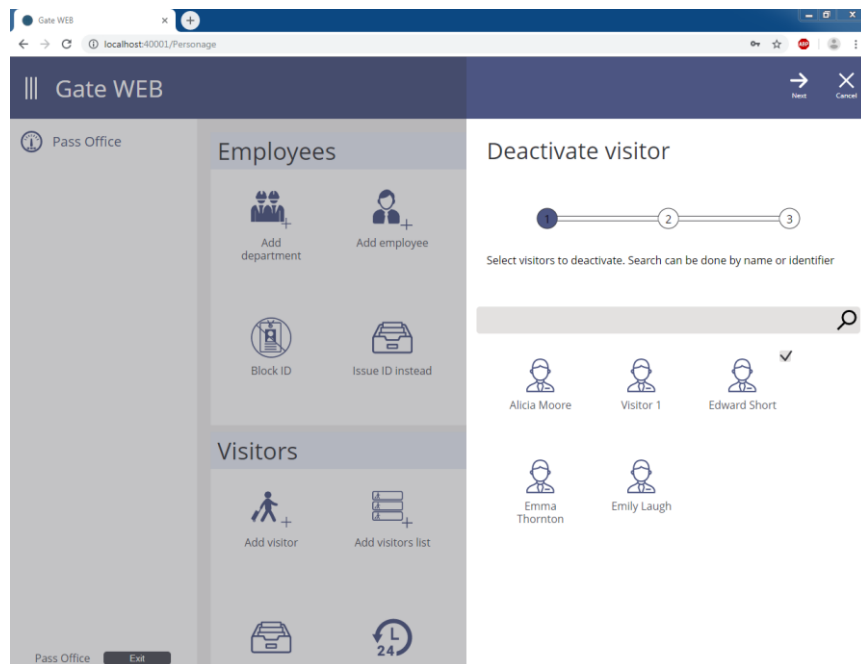 Gate WEB
localhost:40001/Personage
ABP
Gate WEB
Next
Cancel
Pass Office
Employees
Add
department
Add employee
Block ID
Issue ID instead
Visitors
Add visitor
Add visitors list
24
Pass Office
Exit
Deactivate visitor
1
2
3
Select visitors to deactivate. Search can be done by name or identifier
Alicia Moore
Visitor 1
Edward Short
Emma
Thornton
Emily Laugh